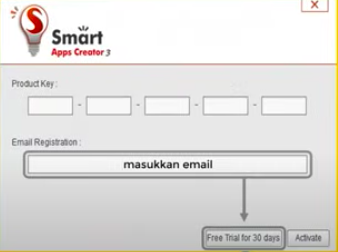 S
Smart
Apps Creator 3
X
Product Key :
- - - -
Email Registration :
masukkan email
Free Trial for 30 days
Activate